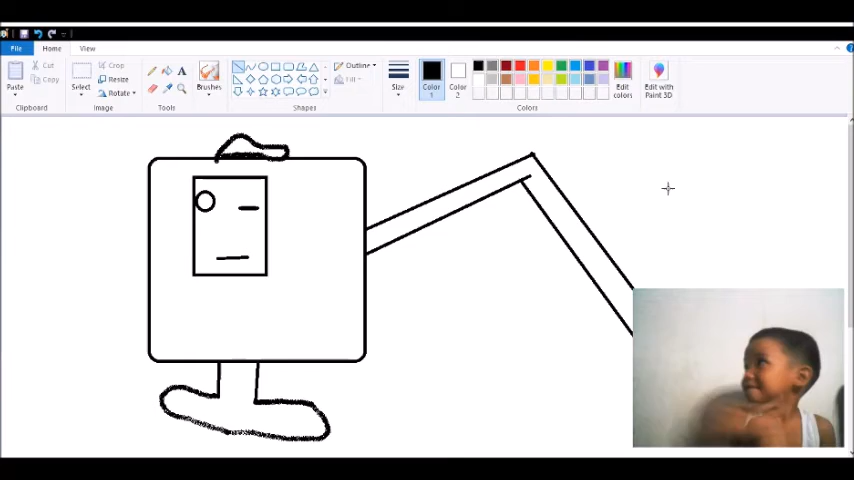 File Home View
Paste Cut Copy Select Crop Resize Rotate A Brushes Outline Fill Size Color 1 Color 2 Edit colors Edit with Paint 3D
Clipboard Image Tools Shapes Colors